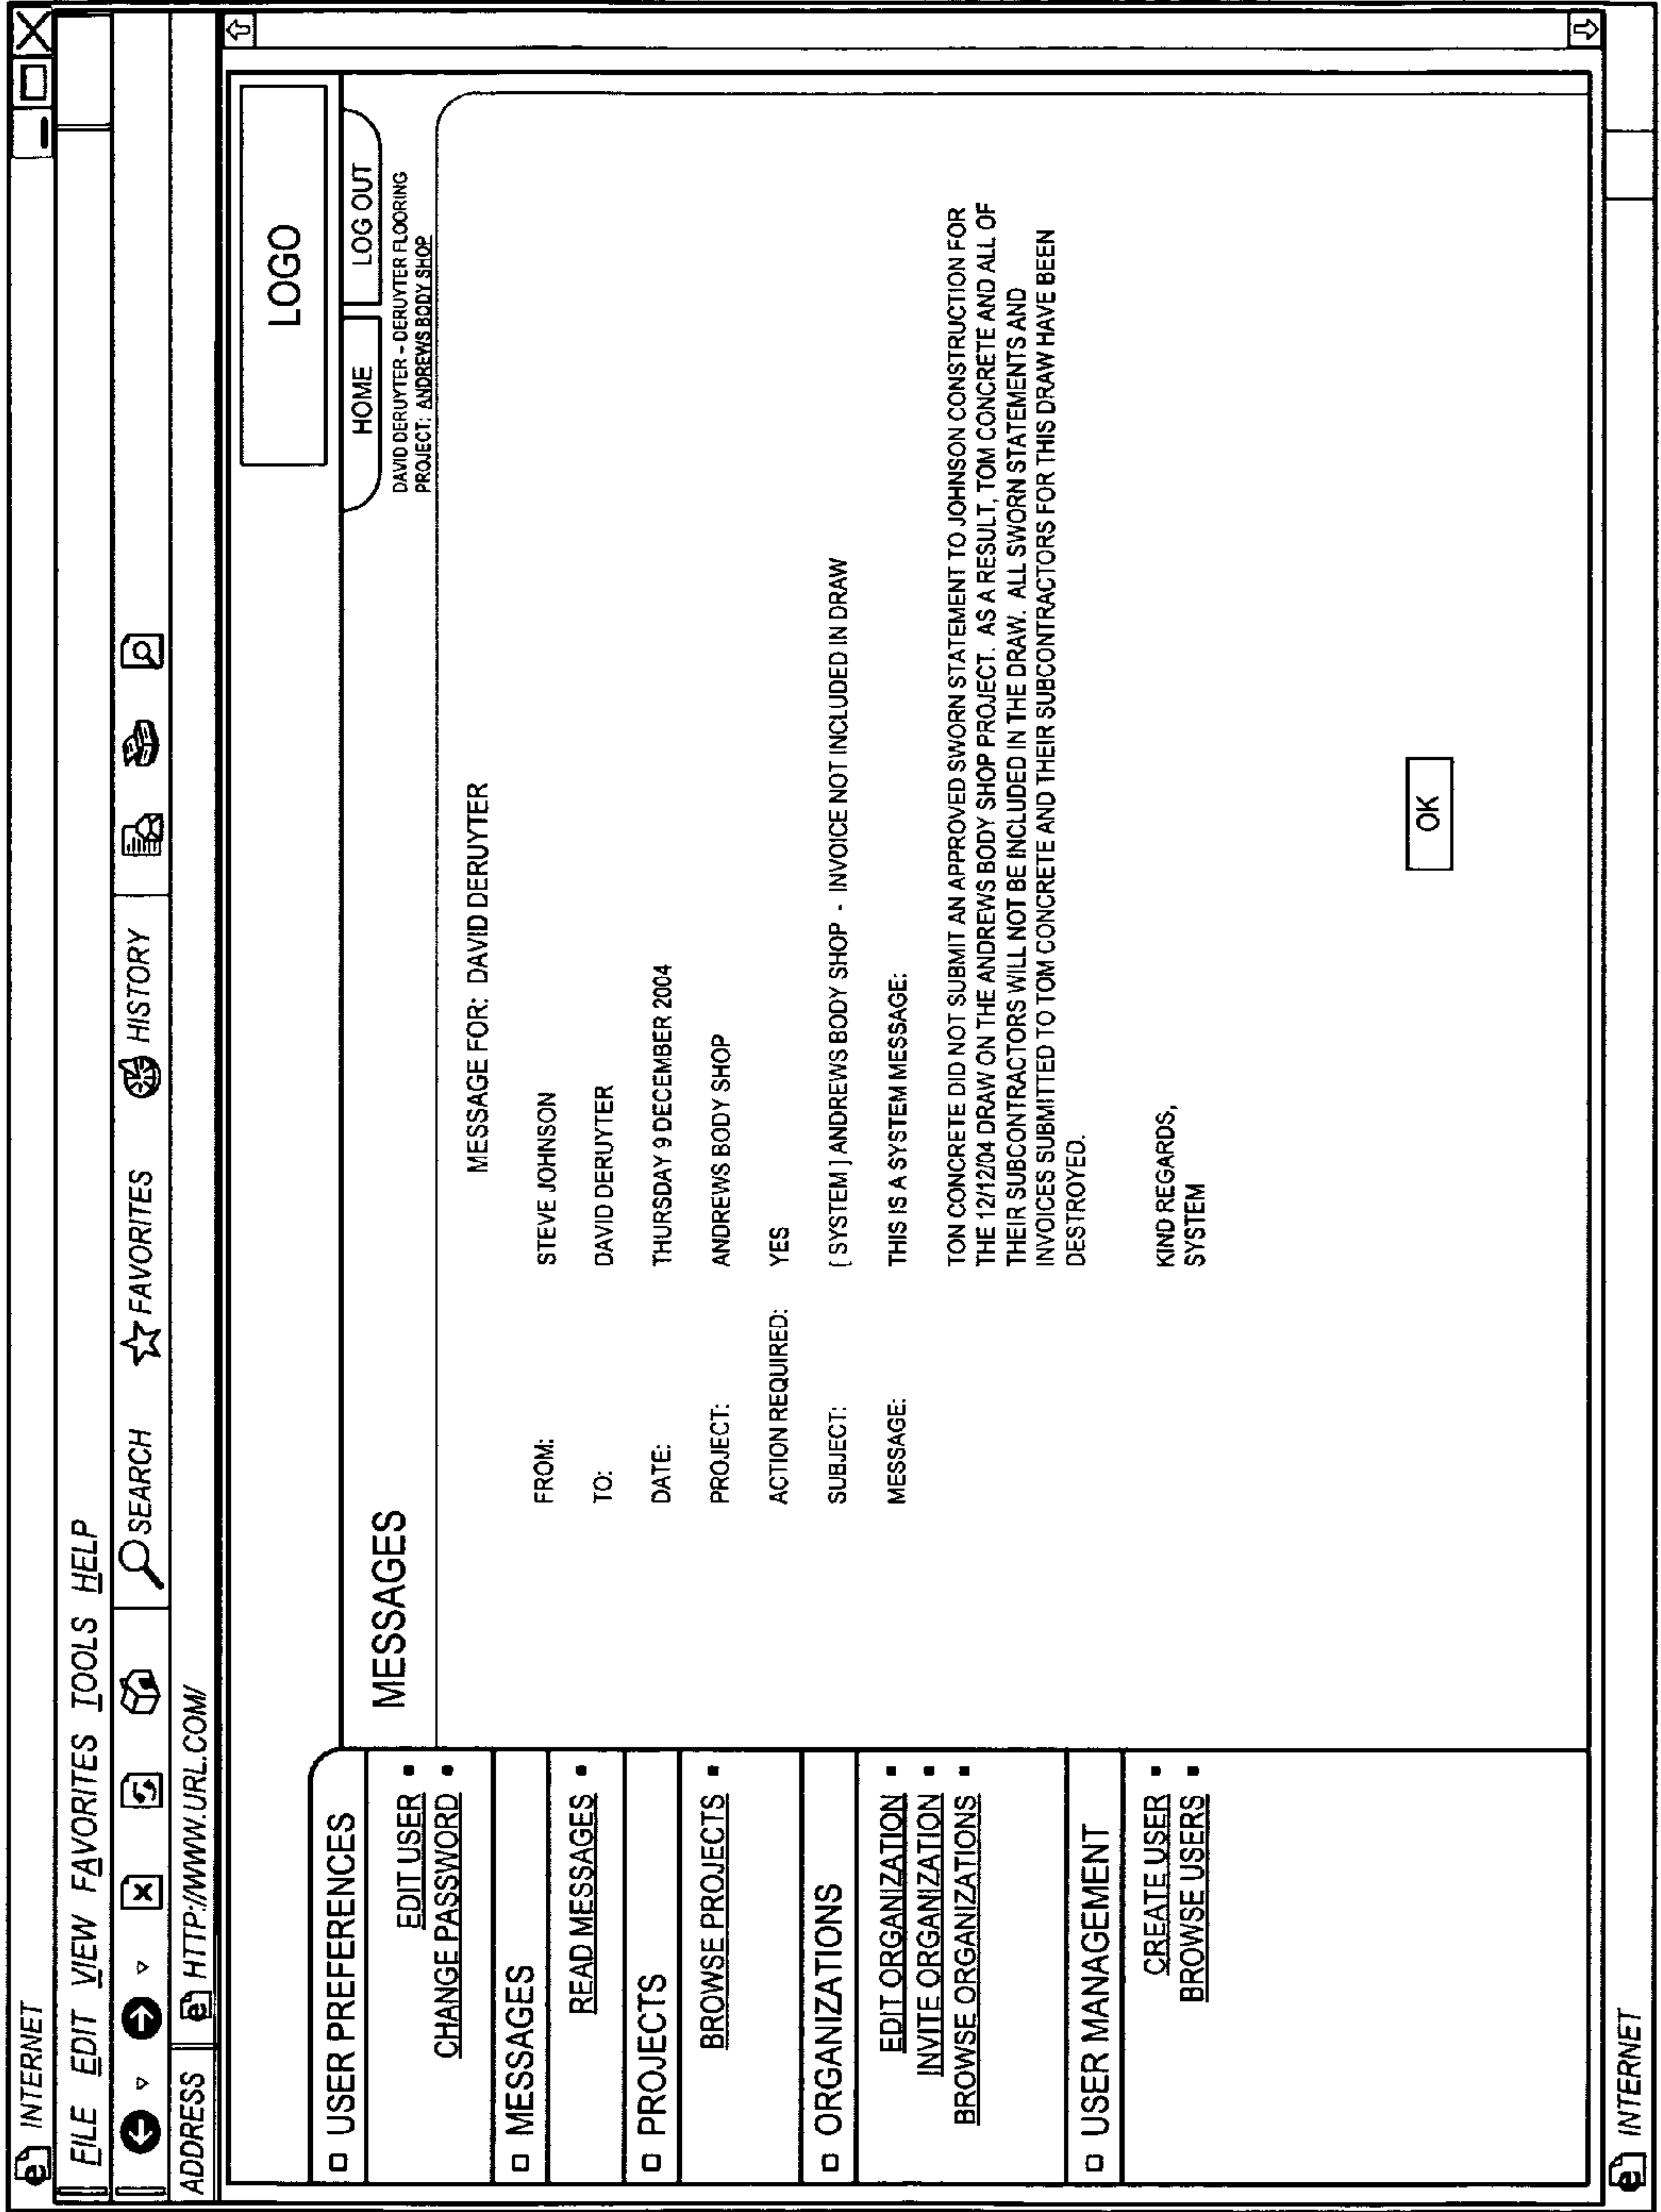 INTERNET
FILE EDIT VIEW FAVORITES TOOLS HELP
SEARCH FAVORITES HISTORY
ADDRESS HTTP://WWW.URL.COM/
LOGO
HOME LOG OUT
DAVID DERUYTER - DERUYTER FLOORING
PROJECT: ANDREWS BODY SHOP
USER PREFERENCES
EDIT USER
CHANGE PASSWORD
MESSAGES
READ MESSAGES
PROJECTS
BROWSE PROJECTS
ORGANIZATIONS
EDIT ORGANIZATION
INVITE ORGANIZATION
BROWSE ORGANIZATIONS
USER MANAGEMENT
CREATE USER
BROWSE USERS
MESSAGES
MESSAGE FOR: DAVID DERUYTER
FROM: STEVE JOHNSON
TO: DAVID DERUYTER
DATE: THURSDAY 9 DECEMBER 2004
PROJECT: ANDREWS BODY SHOP
ACTION REQUIRED: YES
SUBJECT: [ SYSTEM ] ANDREWS BODY SHOP - INVOICE NOT INCLUDED IN DRAW
MESSAGE: THIS IS A SYSTEM MESSAGE:
TON CONCRETE DID NOT SUBMIT AN APPROVED SWORN STATEMENT TO JOHNSON CONSTRUCTION FOR
THE 12/12/04 DRAW ON THE ANDREWS BODY SHOP PROJECT. AS A RESULT, TOM CONCRETE AND ALL OF
THEIR SUBCONTRACTORS WILL NOT BE INCLUDED IN THE DRAW. ALL SWORN STATEMENTS AND
INVOICES SUBMITTED TO TOM CONCRETE AND THEIR SUBCONTRACTORS FOR THIS DRAW HAVE BEEN
DESTROYED.
KIND REGARDS,
SYSTEM
OK
INTERNET